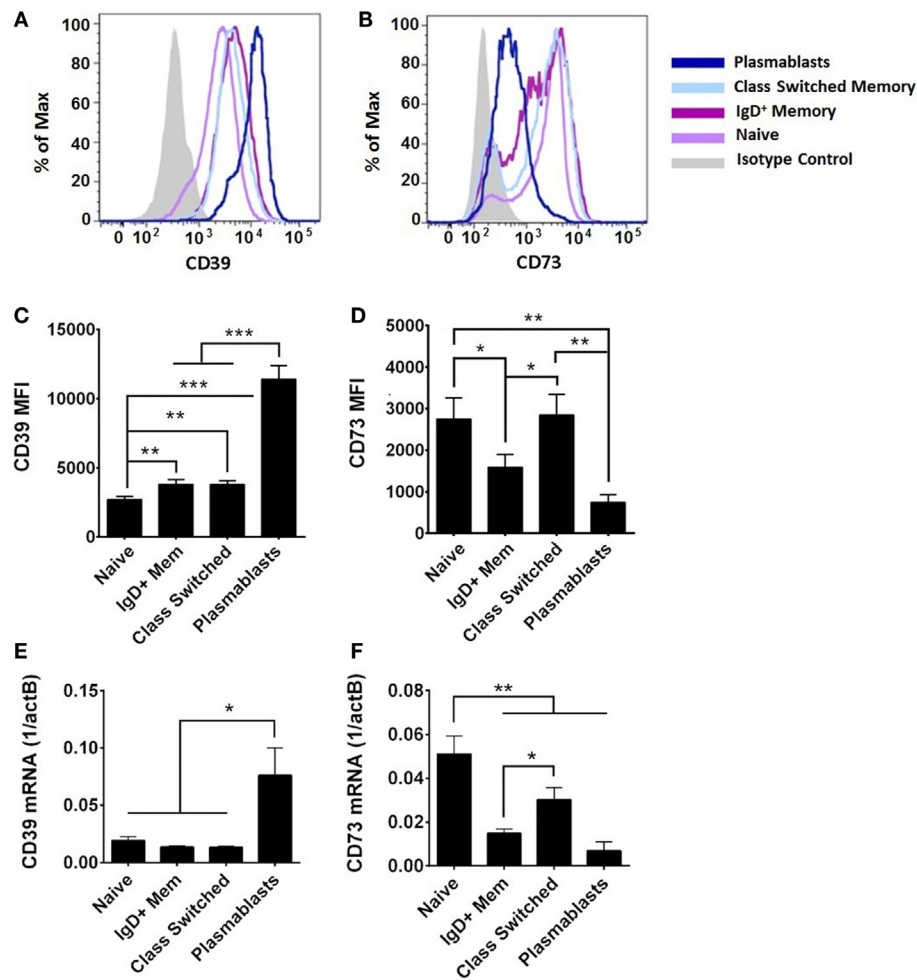 A
% of Max
100
80
60
40
20
0
0 10² 10³ 10⁴ 10⁵
CD39
B
% of Max
100
80
60
40
20
0
0 10² 10³ 10⁴ 10⁵
CD73
Plasmablasts
Class Switched Memory
IgD⁺ Memory
Naive
Isotype Control
C
CD39 MFI
15000
10000
5000
0
***
***
**
**
Naive
IgD+ Mem
Class Switched
Plasmablasts
D
CD73 MFI
5000
4000
3000
2000
1000
0
**
* **
*
Naive
IgD+ Mem
Class Switched
Plasmablasts
E
CD39 mRNA (1/actB)
0.15
0.10
0.05
0.00
*
Naive
IgD+ Mem
Class Switched
Plasmablasts
F
CD73 mRNA (1/actB)
0.08
0.06
0.04
0.02
0.00
**
*
Naive
IgD+ Mem
Class Switched
Plasmablasts